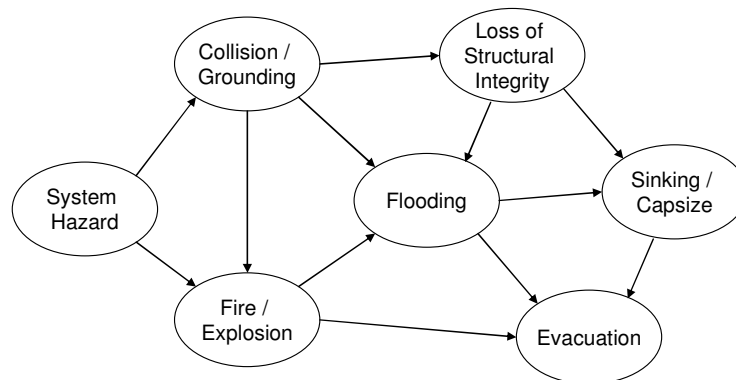 Collision /
Grounding
Loss of
Structural
Integrity
System
Hazard
Flooding
Sinking /
Capsize
Fire /
Explosion
Evacuation